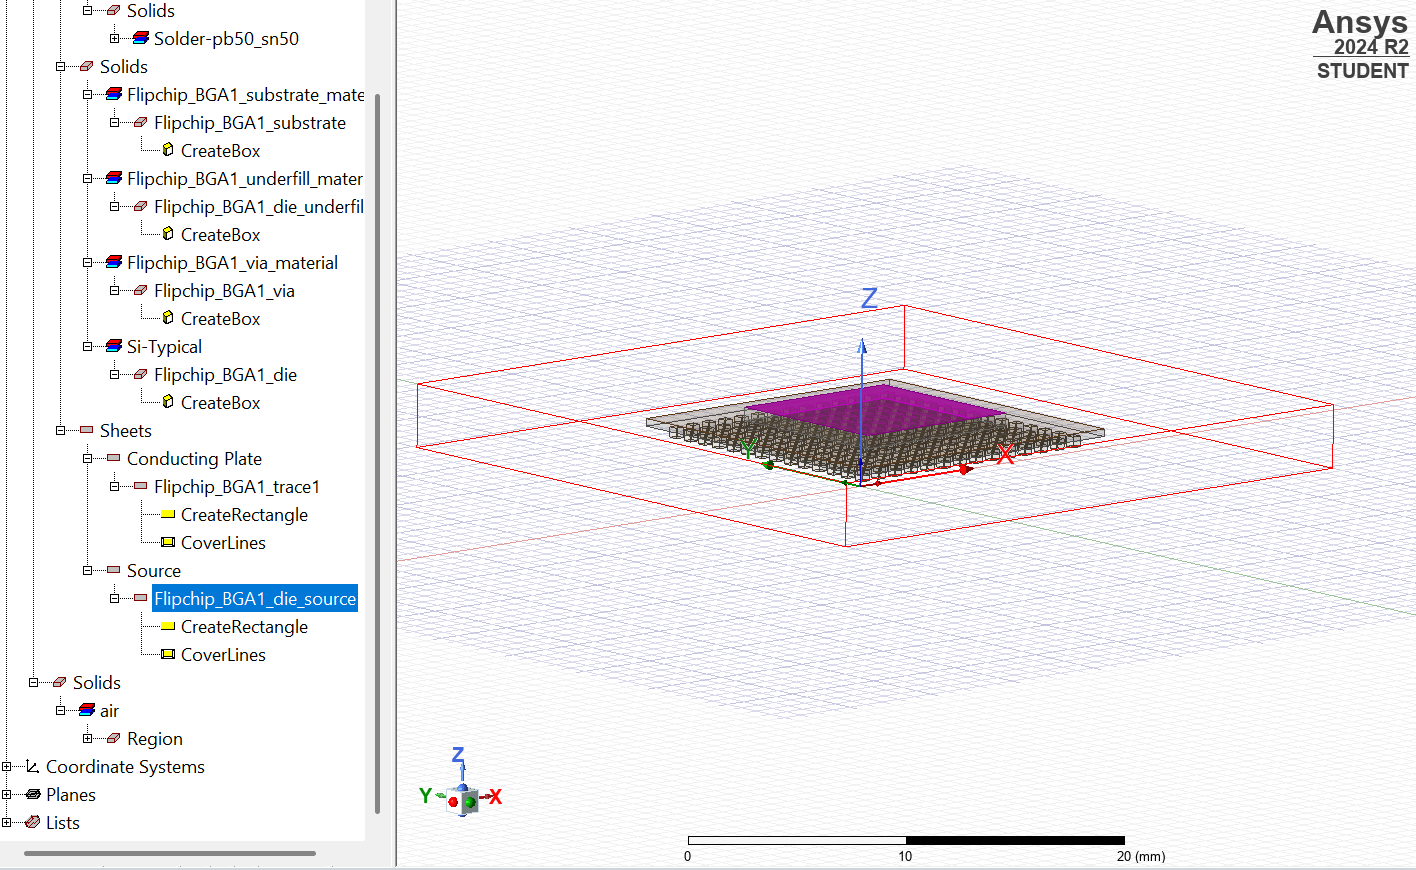 Solids
Solder-pb50_sn50
Solids
Flipchip_BGA1_substrate_mate
Flipchip_BGA1_substrate
CreateBox
Flipchip_BGA1_underfill_mater
Flipchip_BGA1_die_underfil
CreateBox
Flipchip_BGA1_via_material
Flipchip_BGA1_via
CreateBox
Si-Typical
Flipchip_BGA1_die
CreateBox
Sheets
Conducting Plate
Flipchip_BGA1_trace1
CreateRectangle
CoverLines
Source
Flipchip_BGA1_die_source
CreateRectangle
CoverLines
Solids
air
Region
Coordinate Systems
Planes
Lists
Ansys
2024 R2
STUDENT
Z
Y
X
Z
Y
X
0 10 20 (mm)